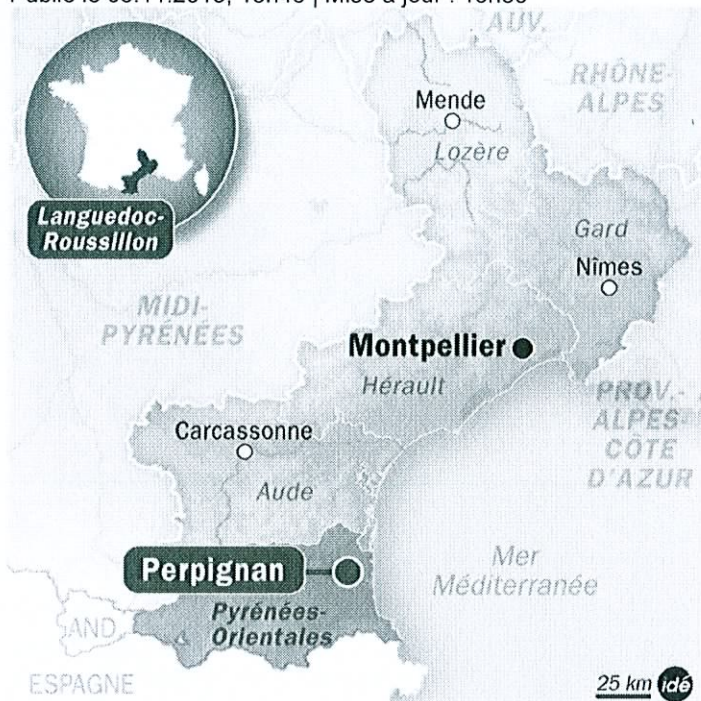 AUV.
RHÔNE-
ALPES
Mende
Lozère
Languedoc-
Roussillon
Gard
Nîmes
MIDI-
PYRÉNÉES
Montpellier
Hérault
PROV.-
ALPES-
CÔTE
D'AZUR
Carcassonne
Aude
Perpignan
Mer
Méditerranée
Pyrénées-
Orientales
AND
ESPAGNE
25 km idé